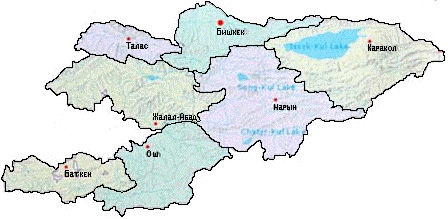 Бишкек
Талас
Issyk-Kul Lake
Каракол
Song-Kul Lake
Нарын
Жалал-Абад
Chatyr-Kul Lake
Ош
Баткен